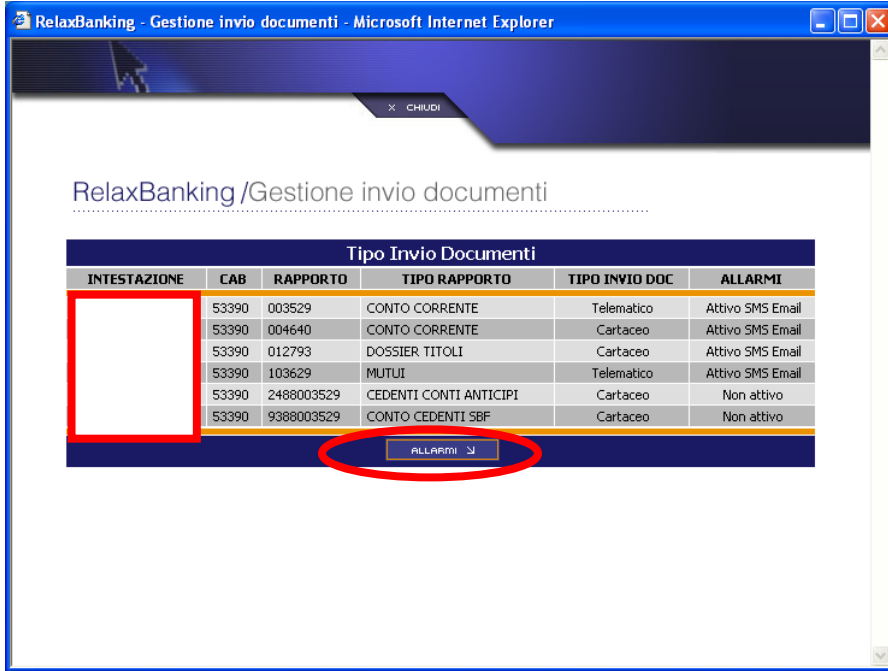 RelaxBanking - Gestione invio documenti - Microsoft Internet Explorer
X CHIUDI
RelaxBanking /Gestione invio documenti
Tipo Invio Documenti
INTESTAZIONE CAB RAPPORTO TIPO RAPPORTO TIPO INVIO DOC ALLARMI
53390 003529 CONTO CORRENTE Telematico Attivo SMS Email
53390 004640 CONTO CORRENTE Cartaceo Attivo SMS Email
53390 012793 DOSSIER TITOLI Cartaceo Attivo SMS Email
53390 103629 MUTUI Telematico Attivo SMS Email
53390 2488003529 CEDENTI CONTI ANTICIPI Cartaceo Non attivo
53390 9388003529 CONTO CEDENTI SBF Cartaceo Non attivo
ALLARMI